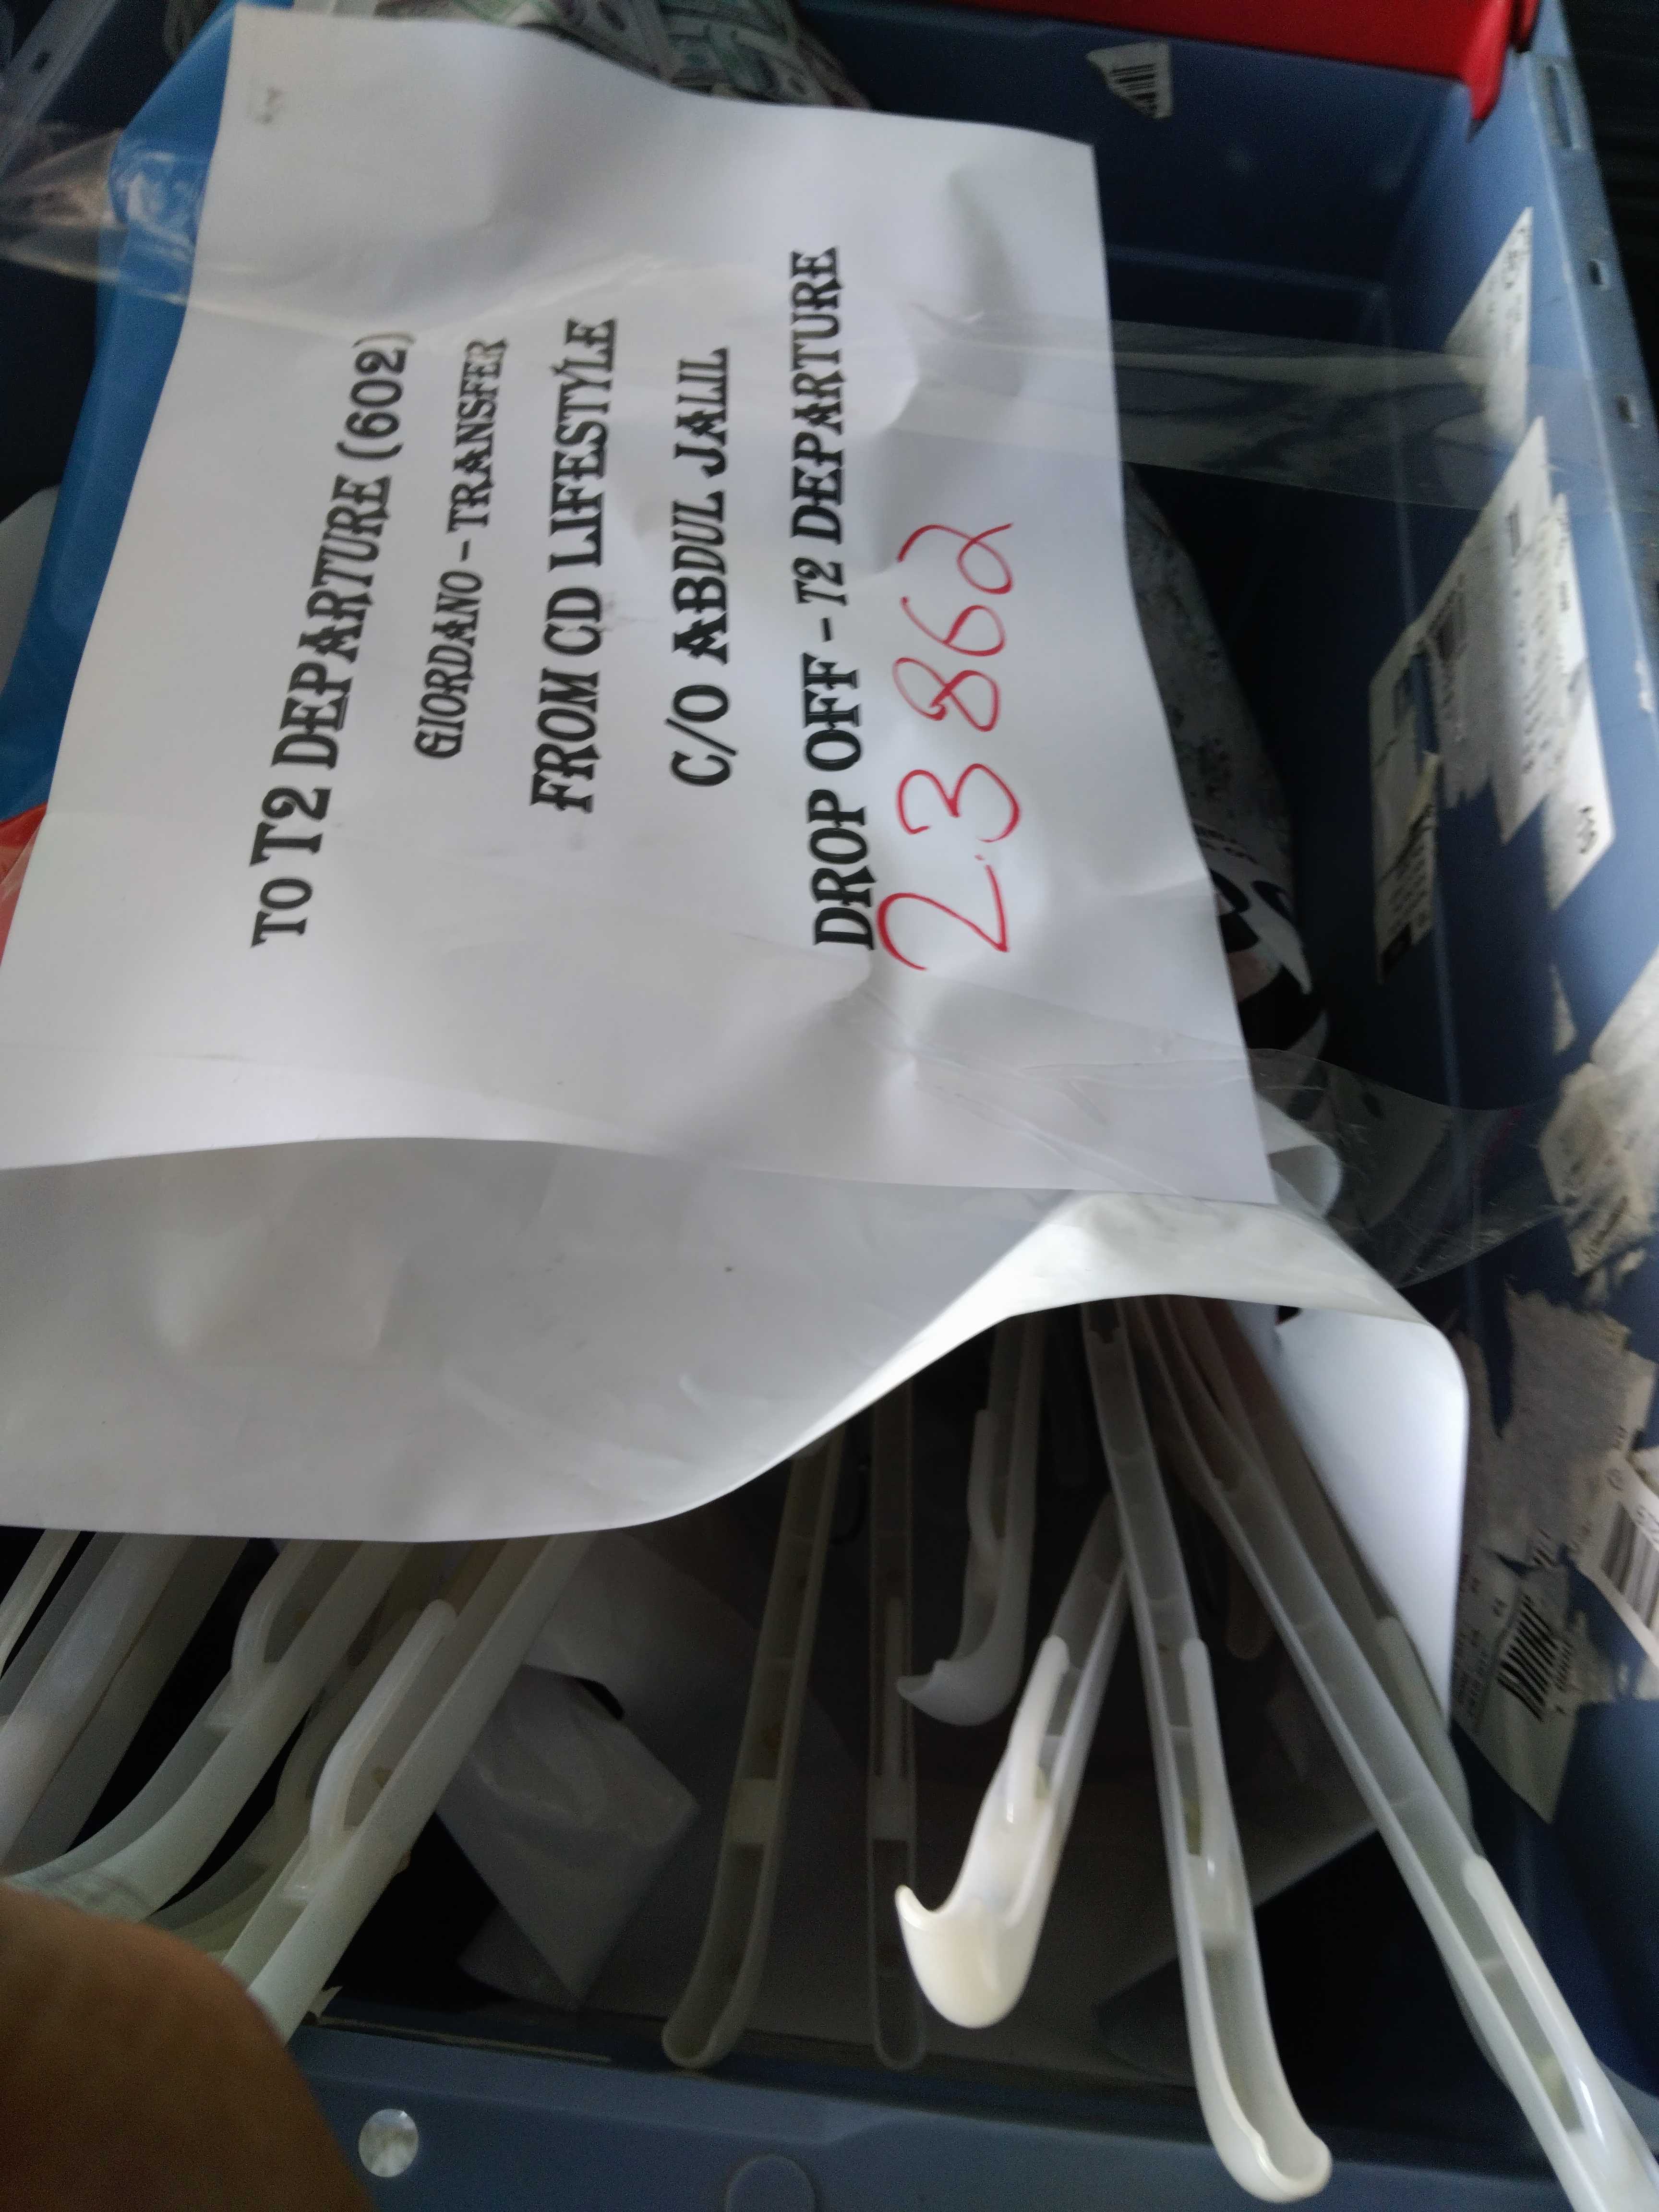 TO T2 DEPARTURE (602)
GIORDANO – TRANSFER
FROM CD LIFESTYLE
C/O ABDUL JALIL
DROP OFF – T2 DEPARTURE
23862